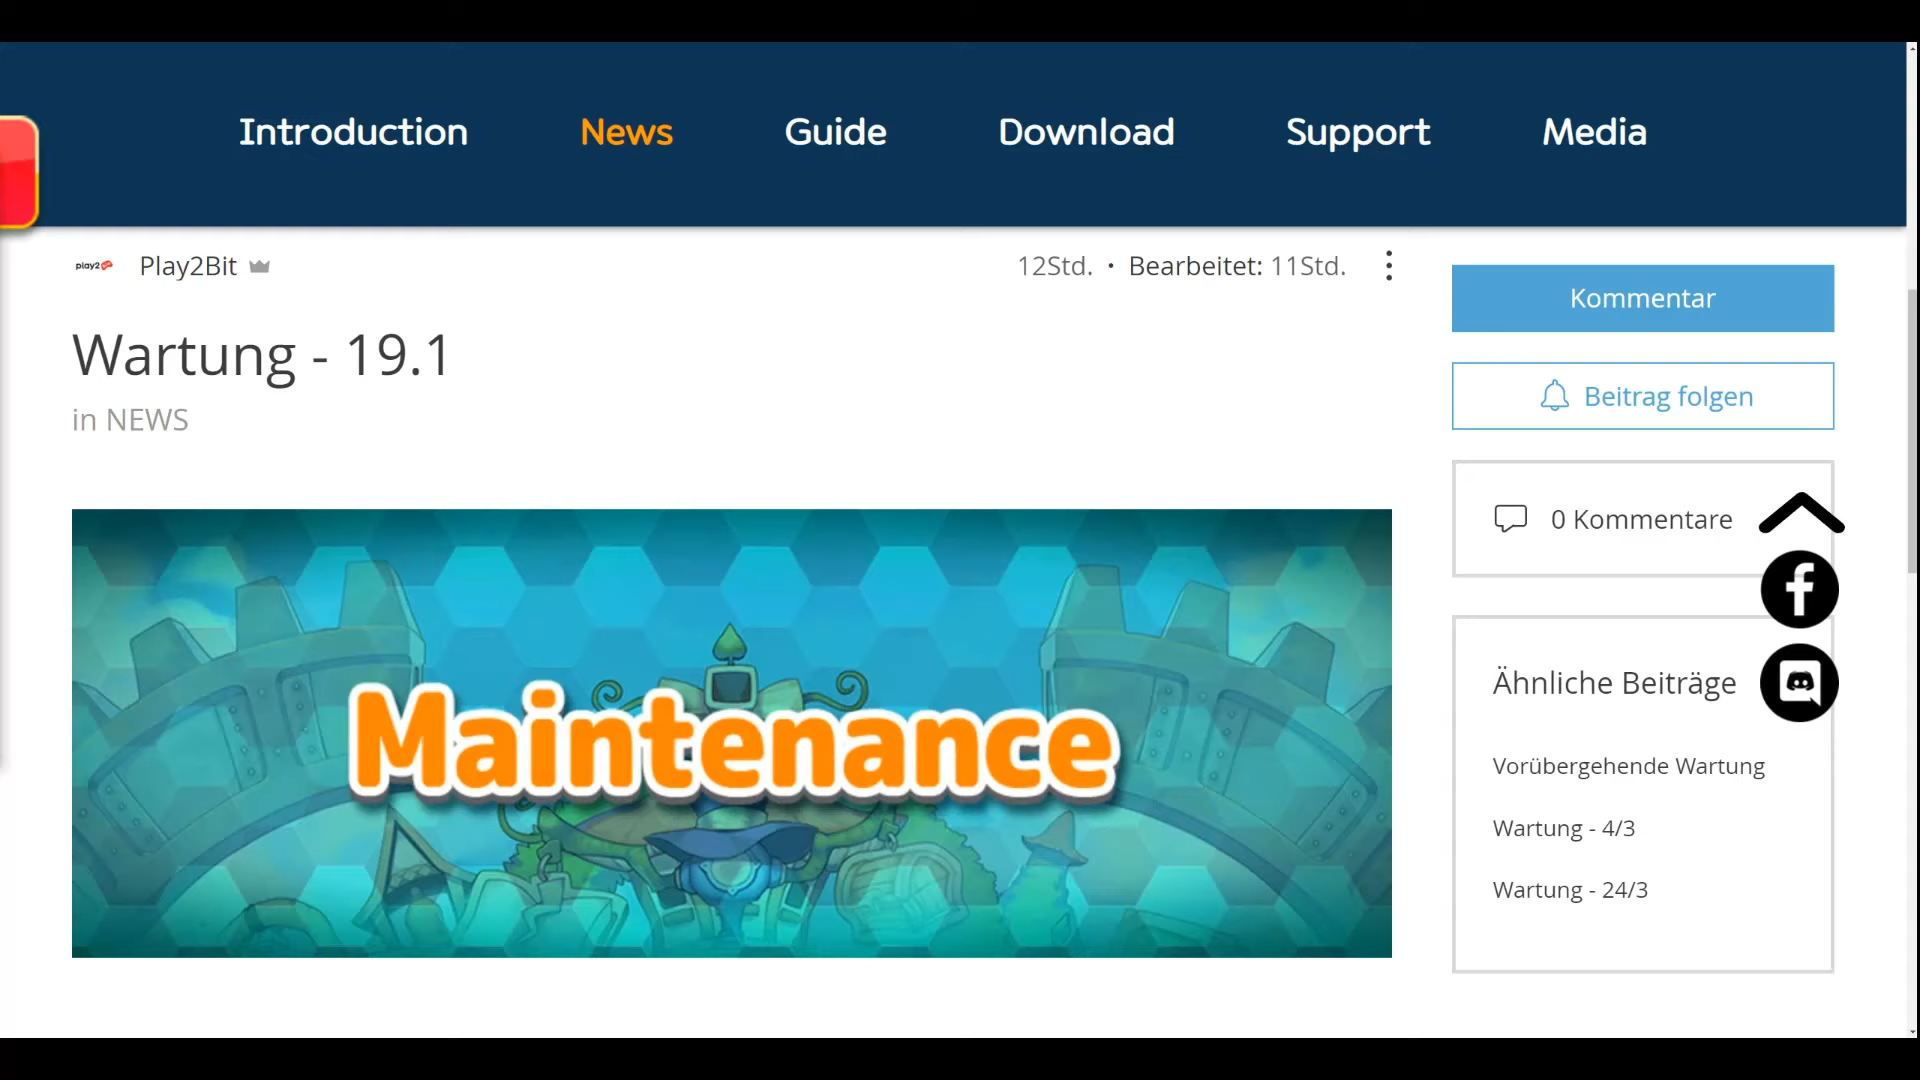 Introduction News Guide Download Support Media
play2
Play2Bit
12Std. • Bearbeitet: 11Std.
Wartung - 19.1
in NEWS
Maintenance
Kommentar
Beitrag folgen
0 Kommentare
Ähnliche Beiträge
Vorübergehende Wartung
Wartung - 4/3
Wartung - 24/3